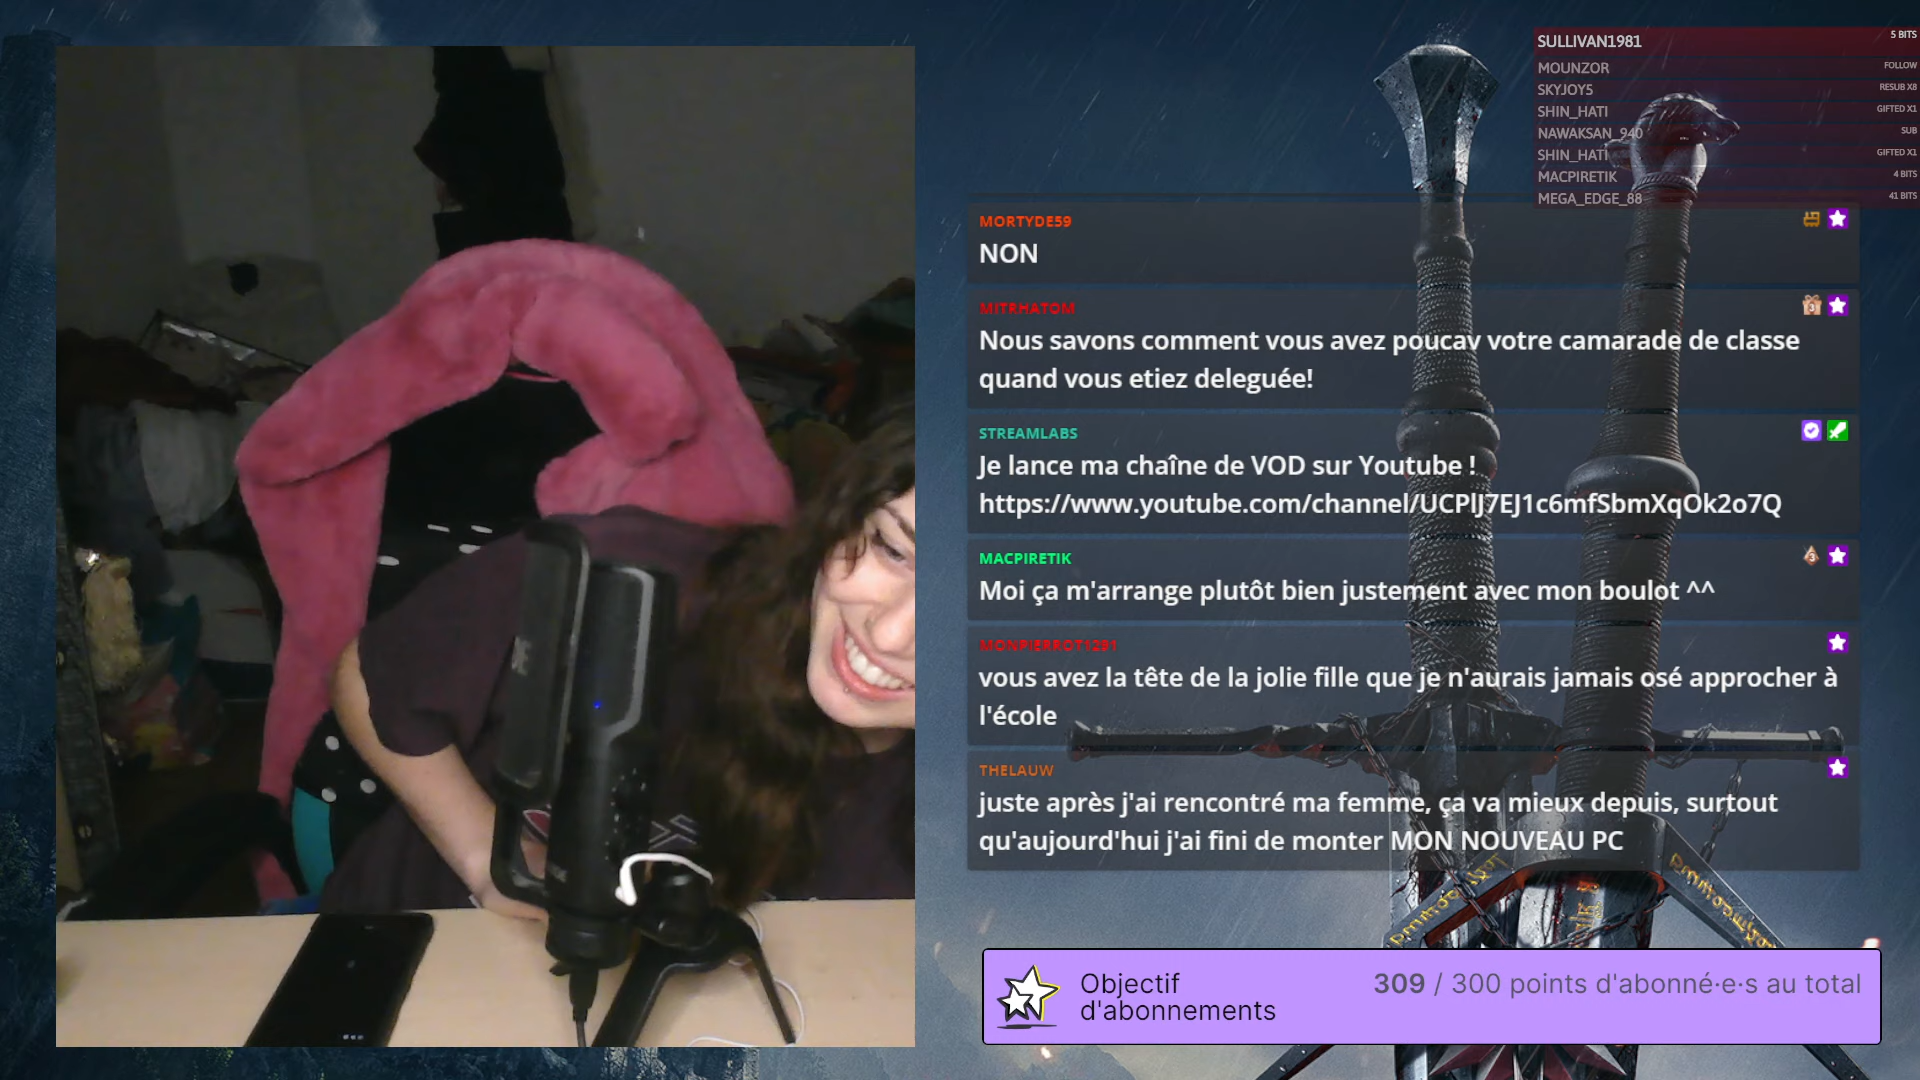 SULLIVAN1981 5 BITS
MOUNZOR FOLLOW
SKYJOY5 RESUB X8
SHIN_HATI GIFTED X1
NAWAKSAN_940 SUB
SHIN_HATI GIFTED X1
MACPIRETIK 4 BITS
MEGA_EDGE_88 41 BITS
MORTYDE59
NON
MITRHATOM
Nous savons comment vous avez poucav votre camarade de classe
quand vous etiez deleguée!
STREAMLABS
Je lance ma chaîne de VOD sur Youtube !
https://www.youtube.com/channel/UCPlJ7EJ1c6mfSbmXqOk2o7Q
MACPIRETIK
Moi ça m'arrange plutôt bien justement avec mon boulot ^^
MONPIERROT1291
vous avez la tête de la jolie fille que je n'aurais jamais osé approcher à
l'école
THELAUW
juste après j'ai rencontré ma femme, ça va mieux depuis, surtout
qu'aujourd'hui j'ai fini de monter MON NOUVEAU PC
Objectif
d'abonnements
309 / 300 points d'abonné·e·s au total